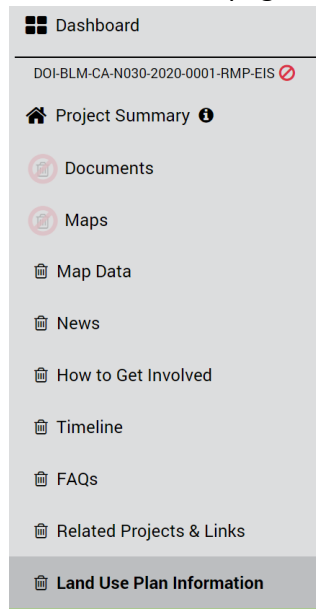 Dashboard
DOI-BLM-CA-N030-2020-0001-RMP-EIS
Project Summary
Documents
Maps
Map Data
News
How to Get Involved
Timeline
FAQs
Related Projects & Links
Land Use Plan Information